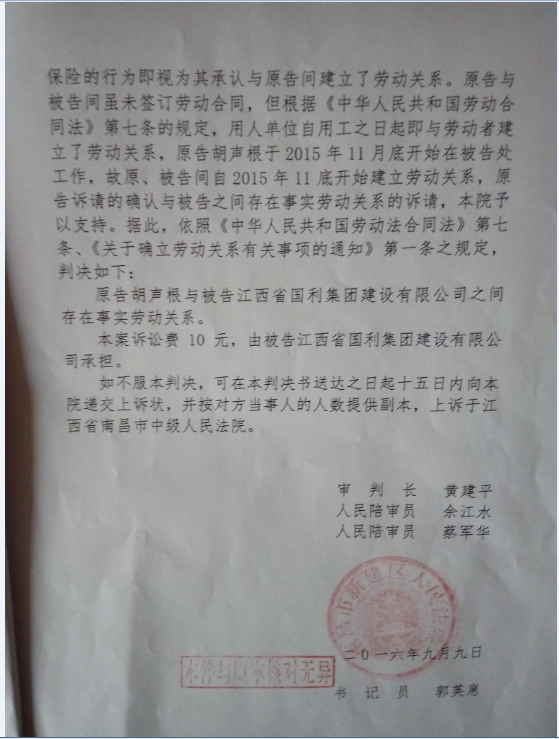 保险的行为即视为其承认与原告间建立了劳动关系。原告与
被告间虽未签订劳动合同，但根据《中华人民共和国劳动合
同法》第七条的规定，用人单位自用工之日起即与劳动者建
立了劳动关系，原告胡声根于2015年11月底开始在被告处
工作，故原、被告间自2015年11底开始建立劳动关系，原
告诉请的确认与被告之间存在事实劳动关系的诉请，本院予
以支持。据此，依照《中华人民共和国劳动法合同法》第七
条、《关于确立劳动关系有关事项的通知》第一条之规定，
判决如下：
原告胡声根与被告江西省国利集团建设有限公司之间
存在事实劳动关系。
本案诉讼费 10 元，由被告江西省国利集团建设有限公
司承担。
如不服本判决，可在本判决书送达之日起十五日内向本
院递交上诉状，并按对方当事人的人数提供副本，上诉于江
西省南昌市中级人民法院。
审 判 长 黄建平
人民陪审员 余江水
人民陪审员 蔡军华
市新建区人民法
二〇一六年九月九日
本件与原本核对无异
书 记 员 郭英